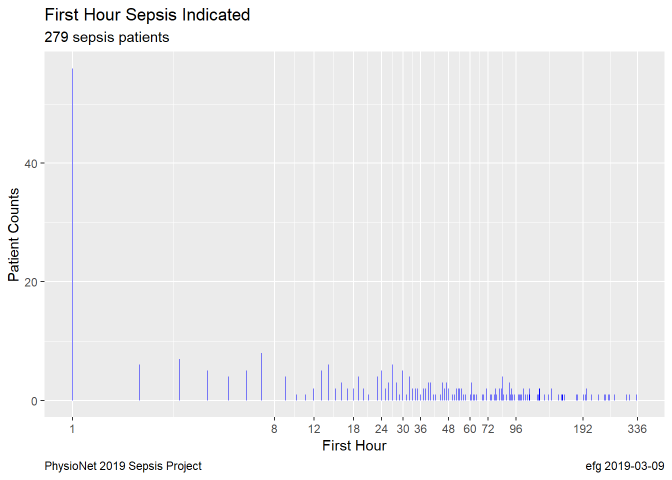 First Hour Sepsis Indicated
279 sepsis patients
Patient Counts
40
20
0
1 8 12 18 24 30 36 48 60 72 96 192 336
First Hour
PhysioNet 2019 Sepsis Project efg 2019-03-09